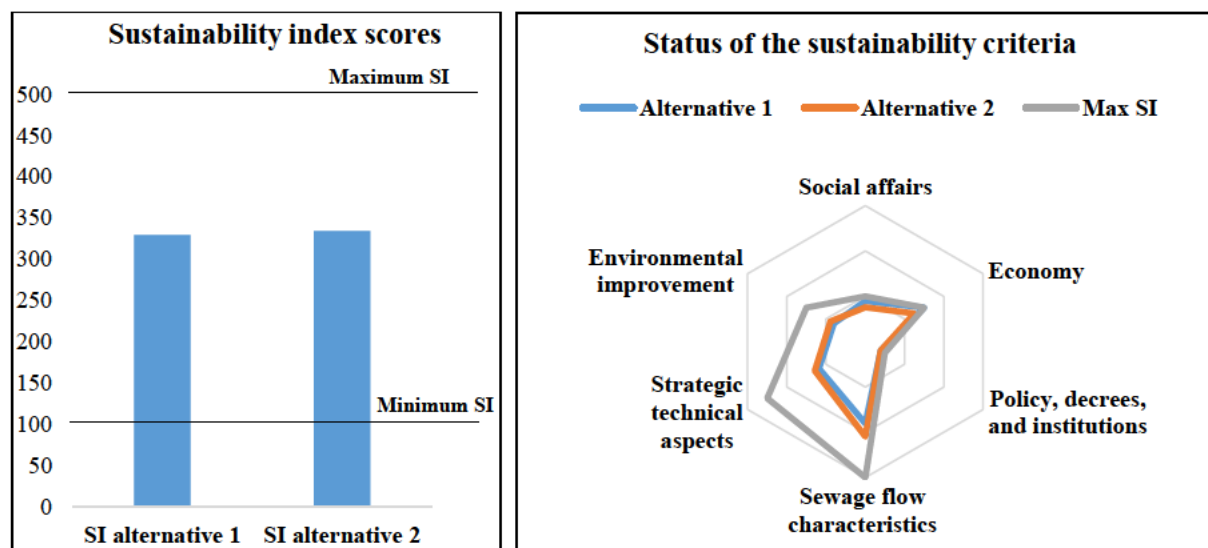 Sustainability index scores
Maximum SI
500
450
400
350
300
250
200
150
Minimum SI
100
50
0
SI alternative 1
SI alternative 2
Status of the sustainability criteria
Alternative 1
Alternative 2
Max SI
Social affairs
Economy
Policy, decrees,
and institutions
Sewage flow
characteristics
Strategic
technical
aspects
Environmental
improvement